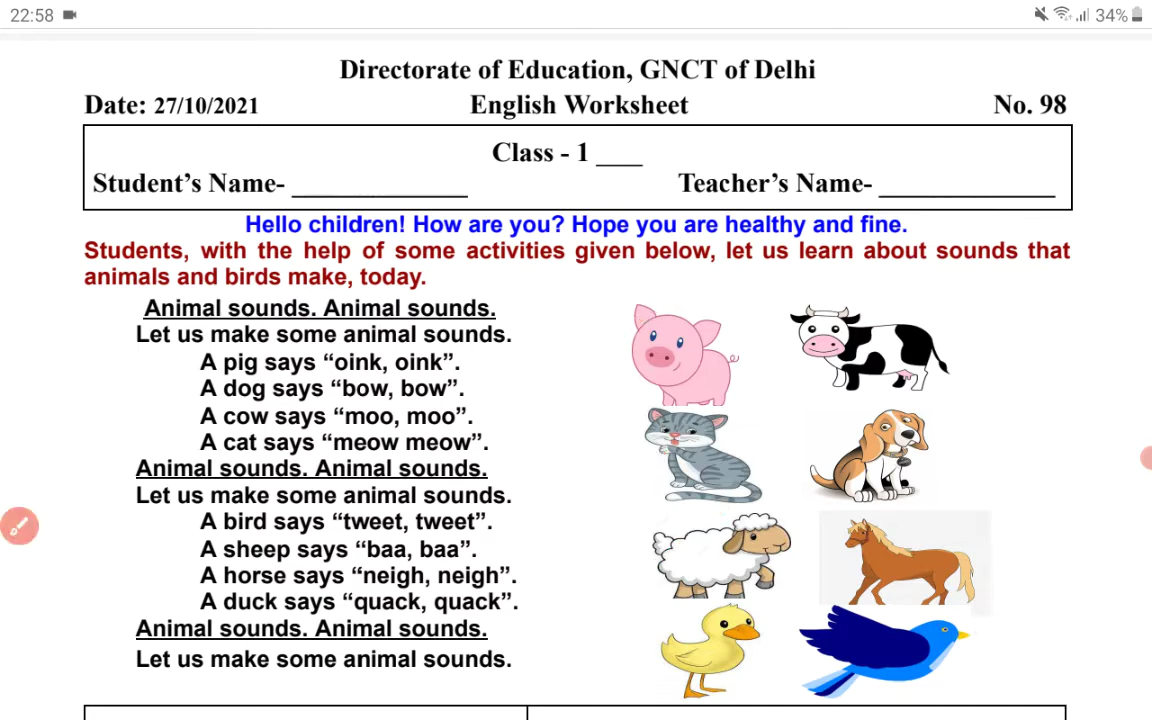 22:58 34%
Directorate of Education, GNCT of Delhi
Date: 27/10/2021 English Worksheet No. 98
Class - 1 ____
Student’s Name- _____________ Teacher’s Name- _____________
Hello children! How are you? Hope you are healthy and fine.
Students, with the help of some activities given below, let us learn about sounds that
animals and birds make, today.
Animal sounds. Animal sounds.
Let us make some animal sounds.
A pig says “oink, oink”.
A dog says “bow, bow”.
A cow says “moo, moo”.
A cat says “meow meow”.
Animal sounds. Animal sounds.
Let us make some animal sounds.
A bird says “tweet, tweet”.
A sheep says “baa, baa”.
A horse says “neigh, neigh”.
A duck says “quack, quack”.
Animal sounds. Animal sounds.
Let us make some animal sounds.